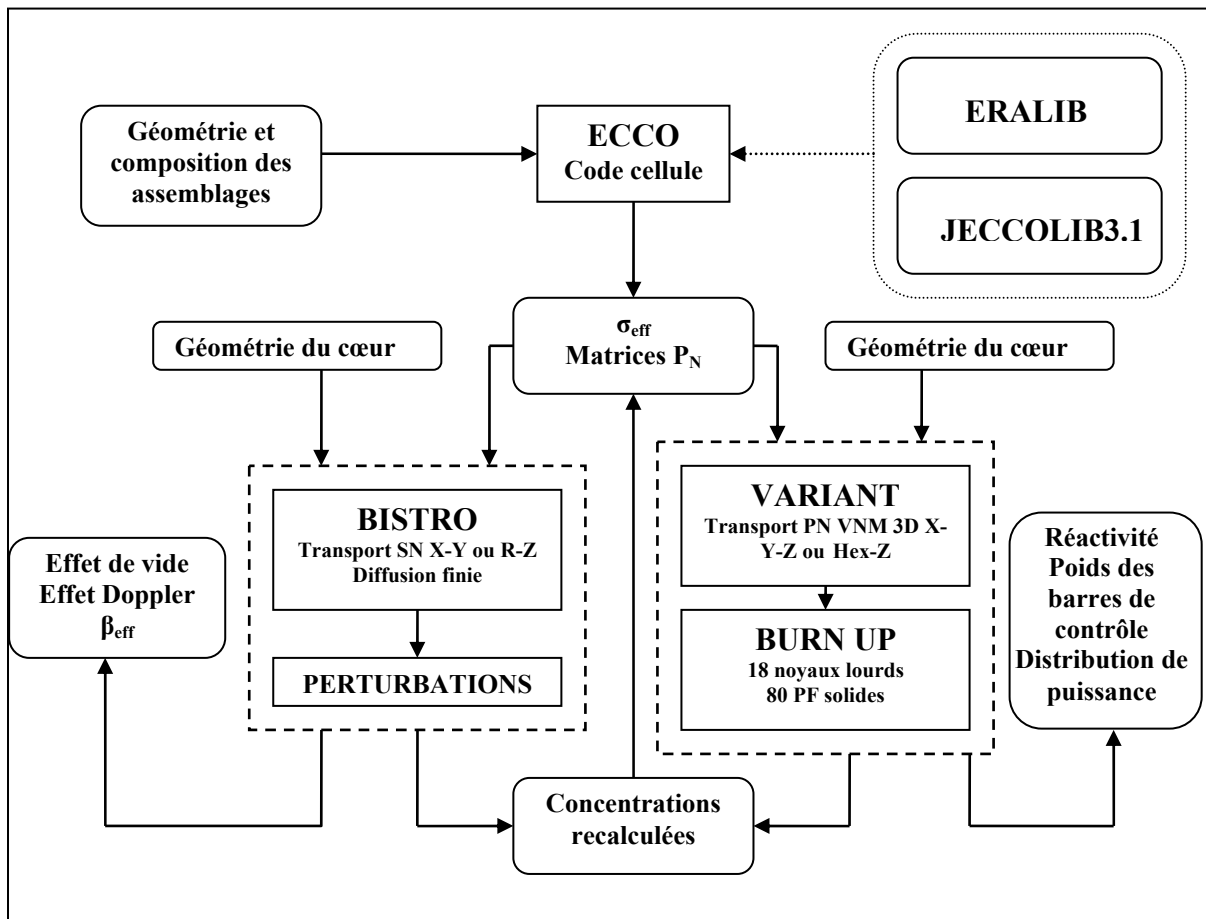 Géométrie et
composition des
assemblages
ECCO
Code cellule
ERALIB
JECCOLIB3.1
Géométrie du cœur
σeff
Matrices PN
Géométrie du cœur
BISTRO
Transport SN X-Y ou R-Z
Diffusion finie
PERTURBATIONS
VARIANT
Transport PN VNM 3D X-
Y-Z ou Hex-Z
BURN UP
18 noyaux lourds
80 PF solides
Effet de vide
Effet Doppler
βeff
Réactivité
Poids des
barres de
contrôle
Distribution de
puissance
Concentrations
recalculées